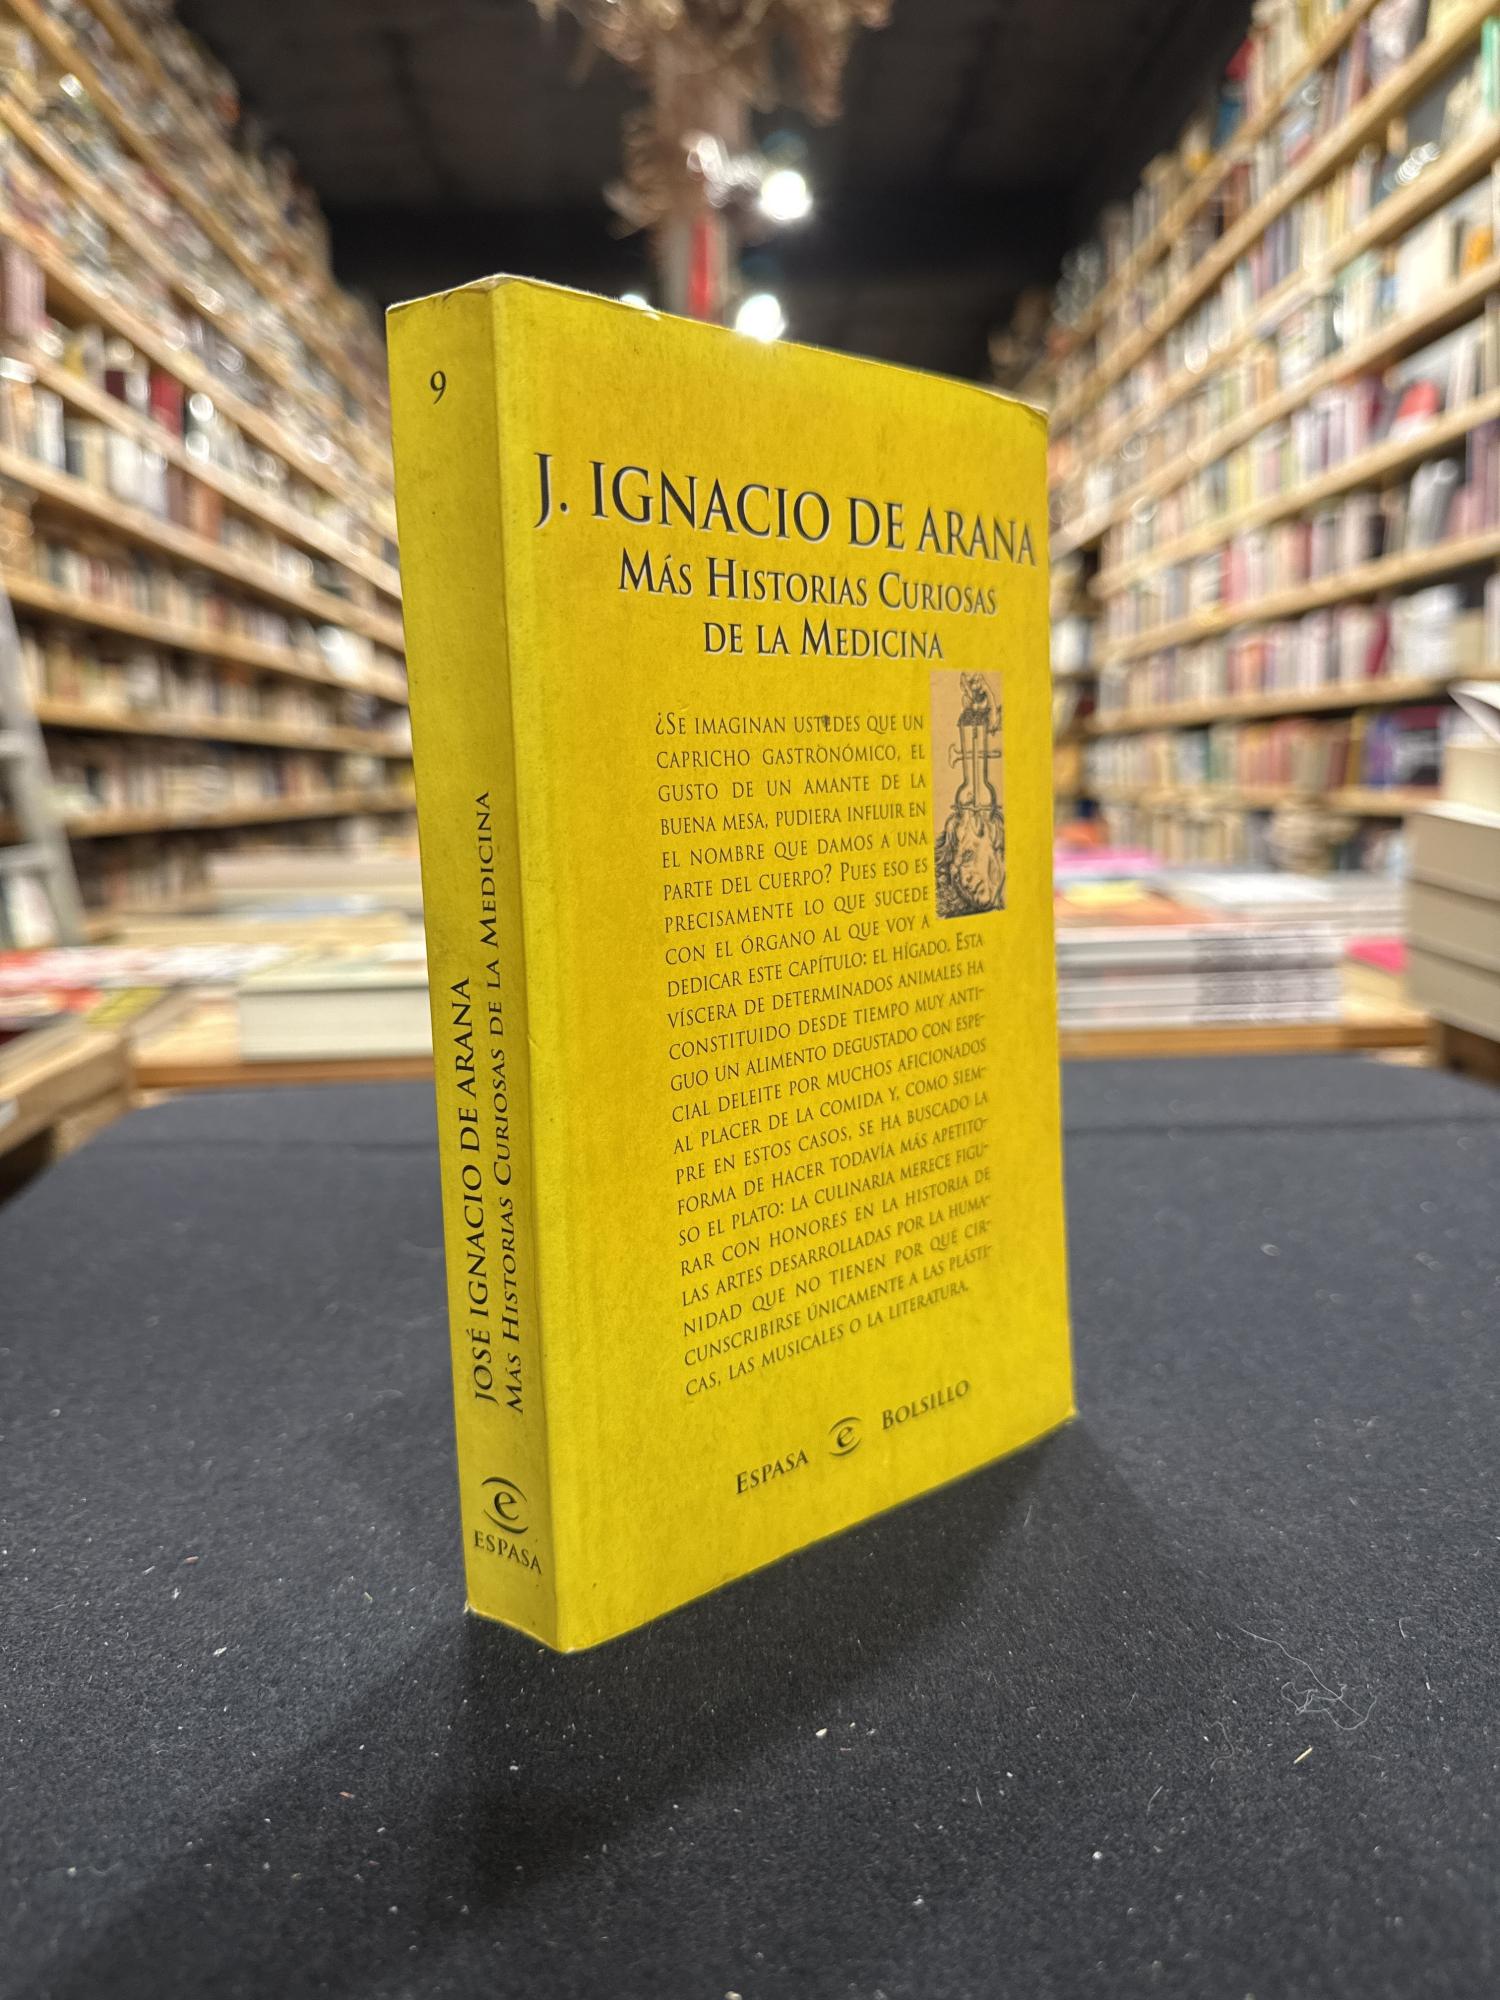 9
JOSÉ IGNACIO DE ARANA
MÁS HISTORIAS CURIOSAS DE LA MEDICINA
e
ESPASA
J. IGNACIO DE ARANA
MÁS HISTORIAS CURIOSAS
DE LA MEDICINA
¿SE IMAGINAN USTEDES QUE UN
CAPRICHO GASTRONÓMICO, EL
GUSTO DE UN AMANTE DE LA
BUENA MESA, PUDIERA INFLUIR EN
EL NOMBRE QUE DAMOS A UNA
PARTE DEL CUERPO? PUES ESO ES
PRECISAMENTE LO QUE SUCEDE
CON EL ÓRGANO AL QUE VOY A
DEDICAR ESTE CAPÍTULO: EL HÍGADO. ESTA
VÍSCERA DE DETERMINADOS ANIMALES HA
CONSTITUIDO DESDE TIEMPO MUY ANTI-
GUO UN ALIMENTO DEGUSTADO CON ESPE-
CIAL DELEITE POR MUCHOS AFICIONADOS
AL PLACER DE LA COMIDA Y, COMO SIEM-
PRE EN ESTOS CASOS, SE HA BUSCADO LA
FORMA DE HACER TODAVÍA MÁS APETITO-
SO EL PLATO: LA CULINARIA MERECE FIGU-
RAR CON HONORES EN LA HISTORIA DE
LAS ARTES DESARROLLADAS POR LA HUMA-
NIDAD QUE NO TIENEN POR QUÉ CIR-
CUNSCRIBIRSE ÚNICAMENTE A LAS PLÁSTI-
CAS, LAS MUSICALES O LA LITERATURA.
ESPASA e BOLSILLO